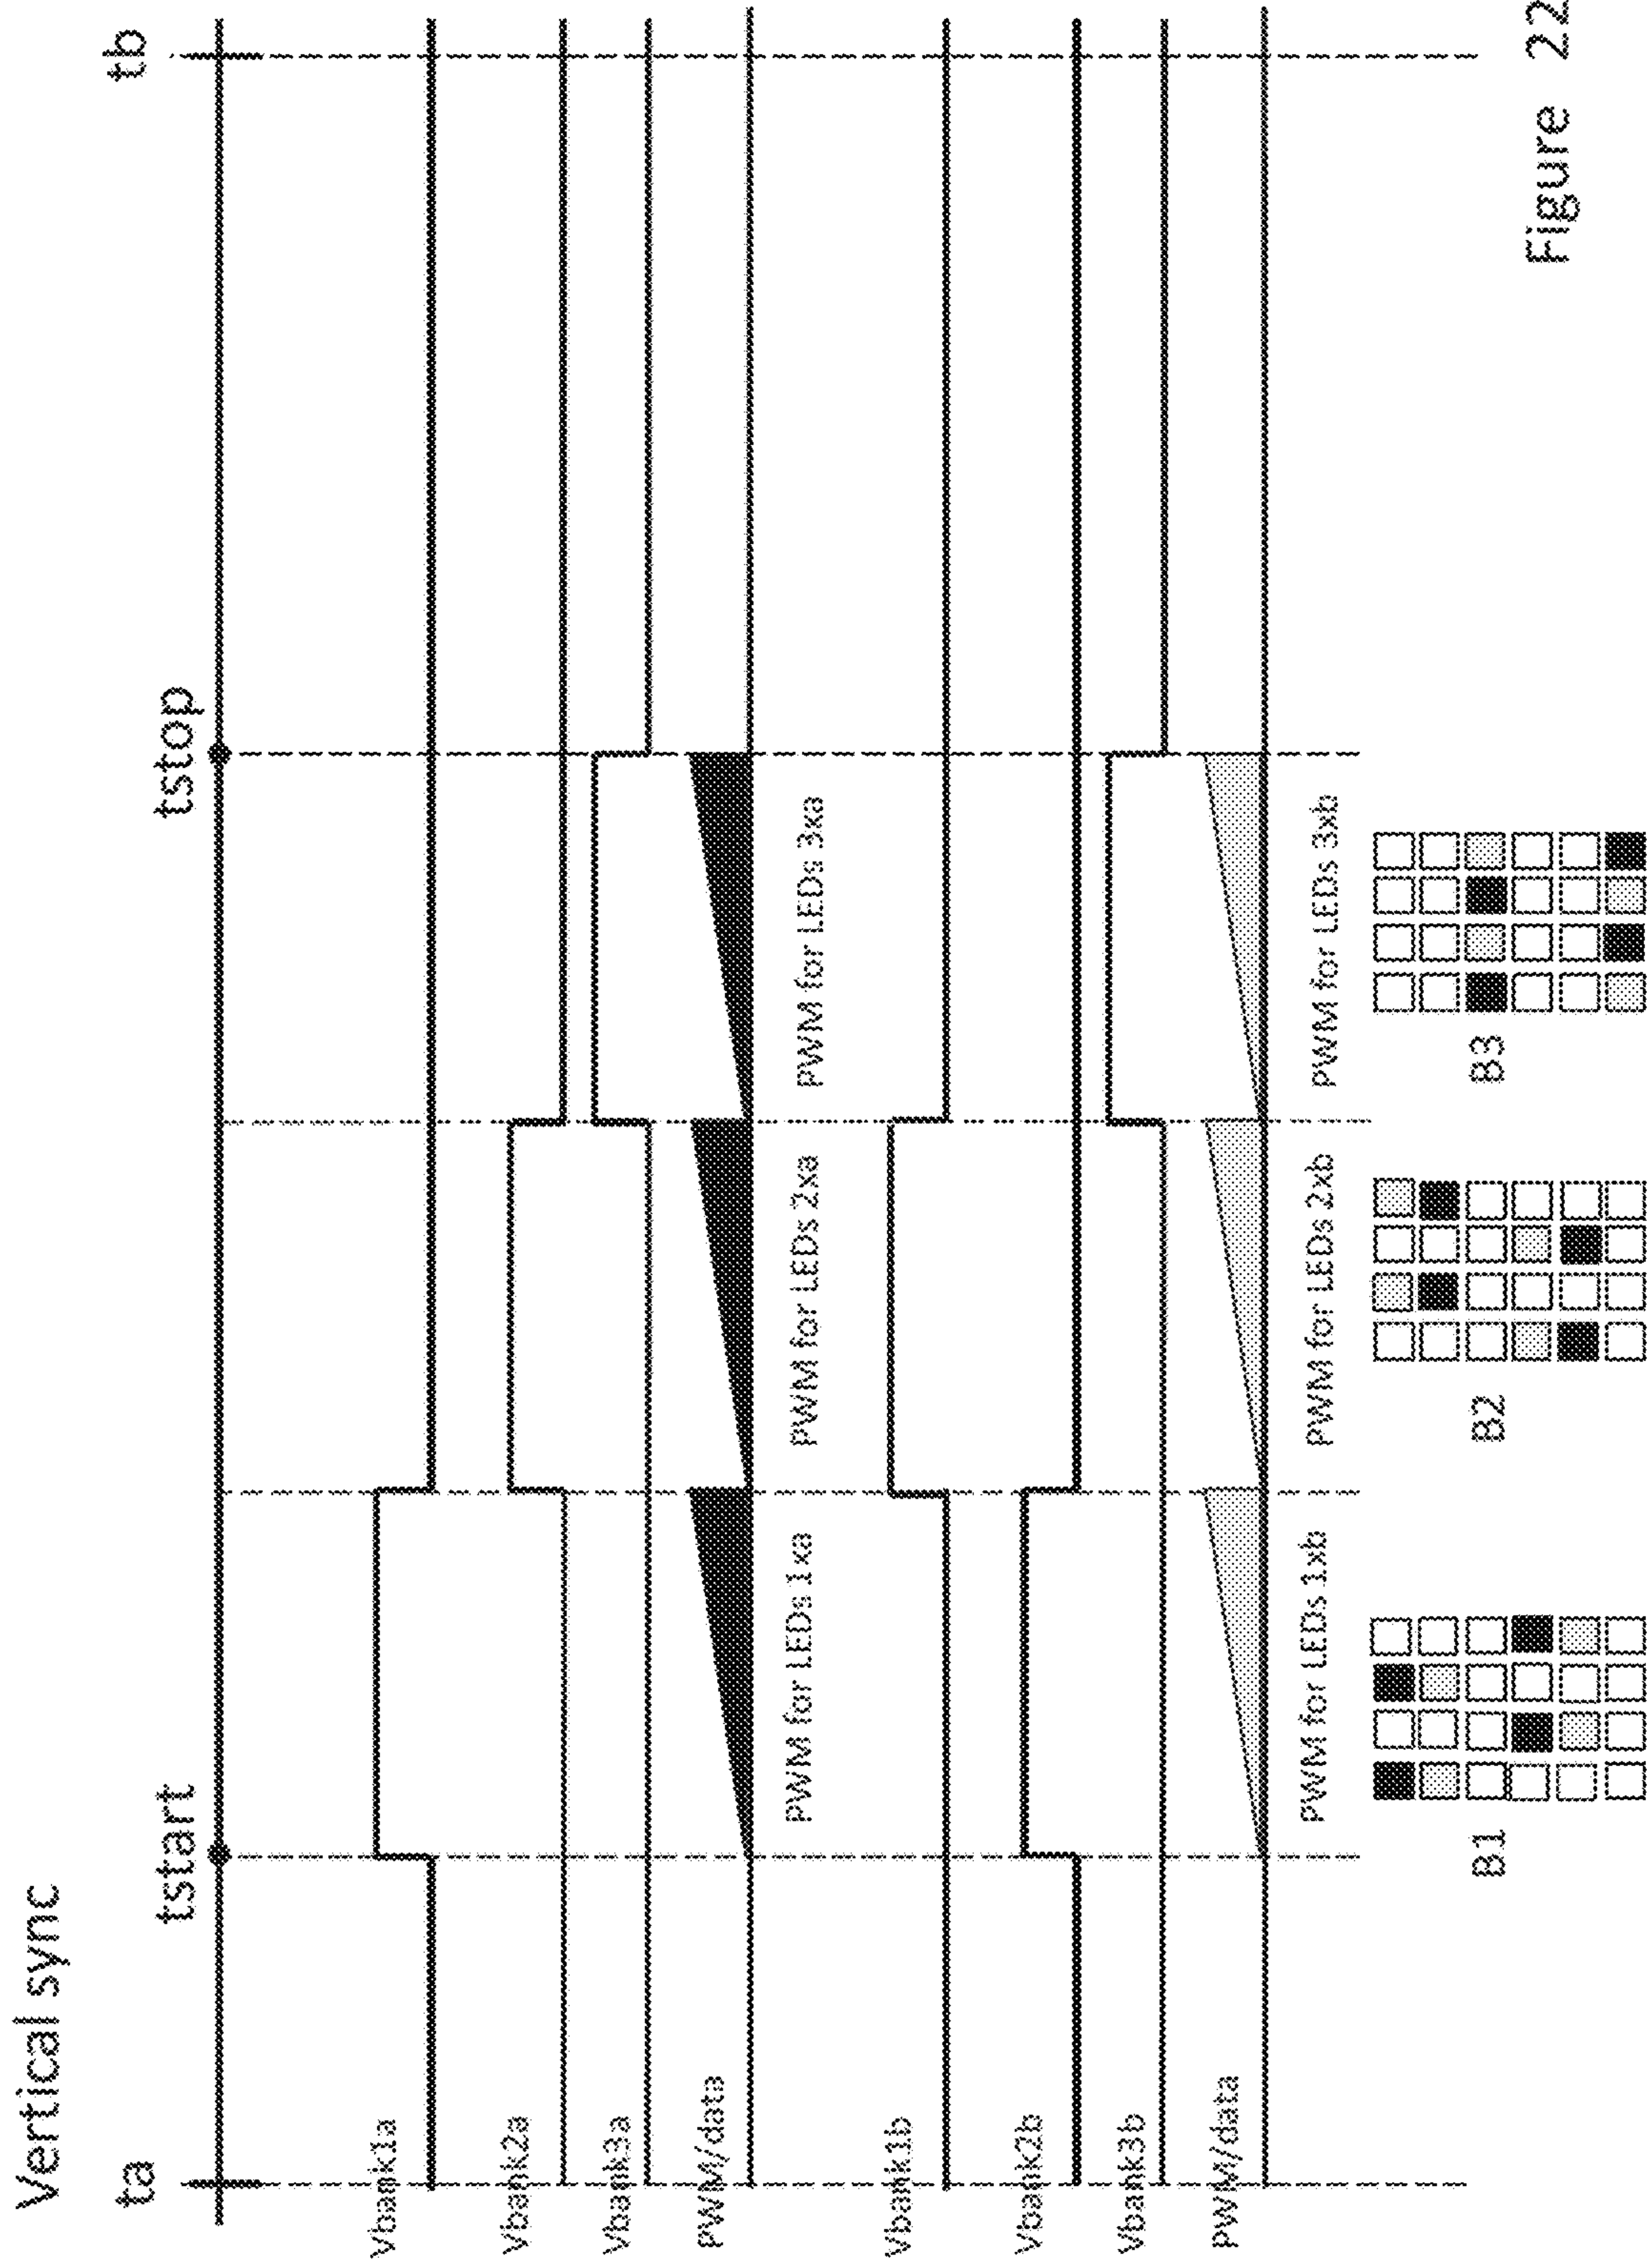 Vertical sync
ta
tstart
tstop
tb
Vbank1a
Vbank2a
Vbank3a
PWM/data
PWM for LEDs 1xa
PWM for LEDs 2xa
PWM for LEDs 3xa
Vbank1b
Vbank2b
Vbank3b
PWM/data
PWM for LEDs 1xb
PWM for LEDs 2xb
PWM for LEDs 3xb
B1
B2
B3
Figure 22